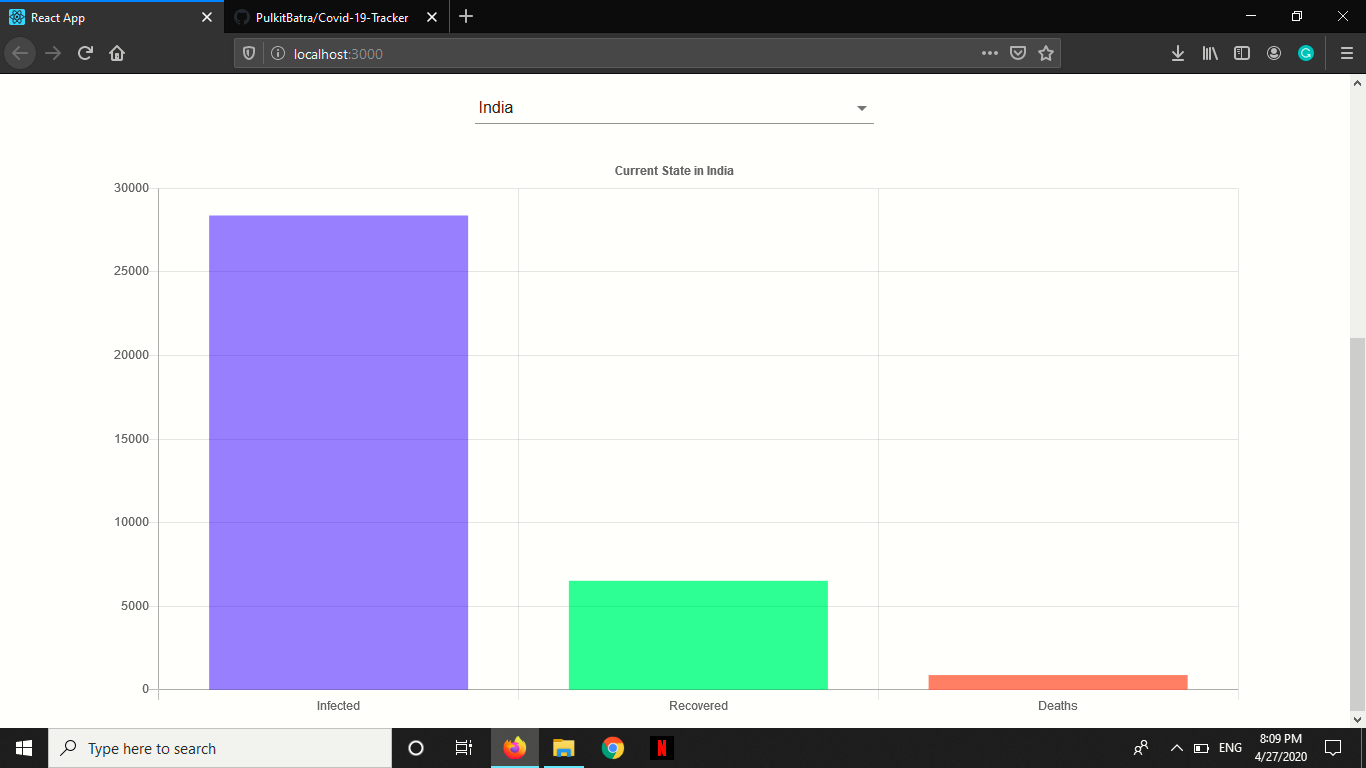 React App
PulkitBatra/Covid-19-Tracker
localhost:3000
India
Current State in India
30000
25000
20000
15000
10000
5000
0
Infected
Recovered
Deaths
Type here to search
N
ENG
8:09 PM
4/27/2020